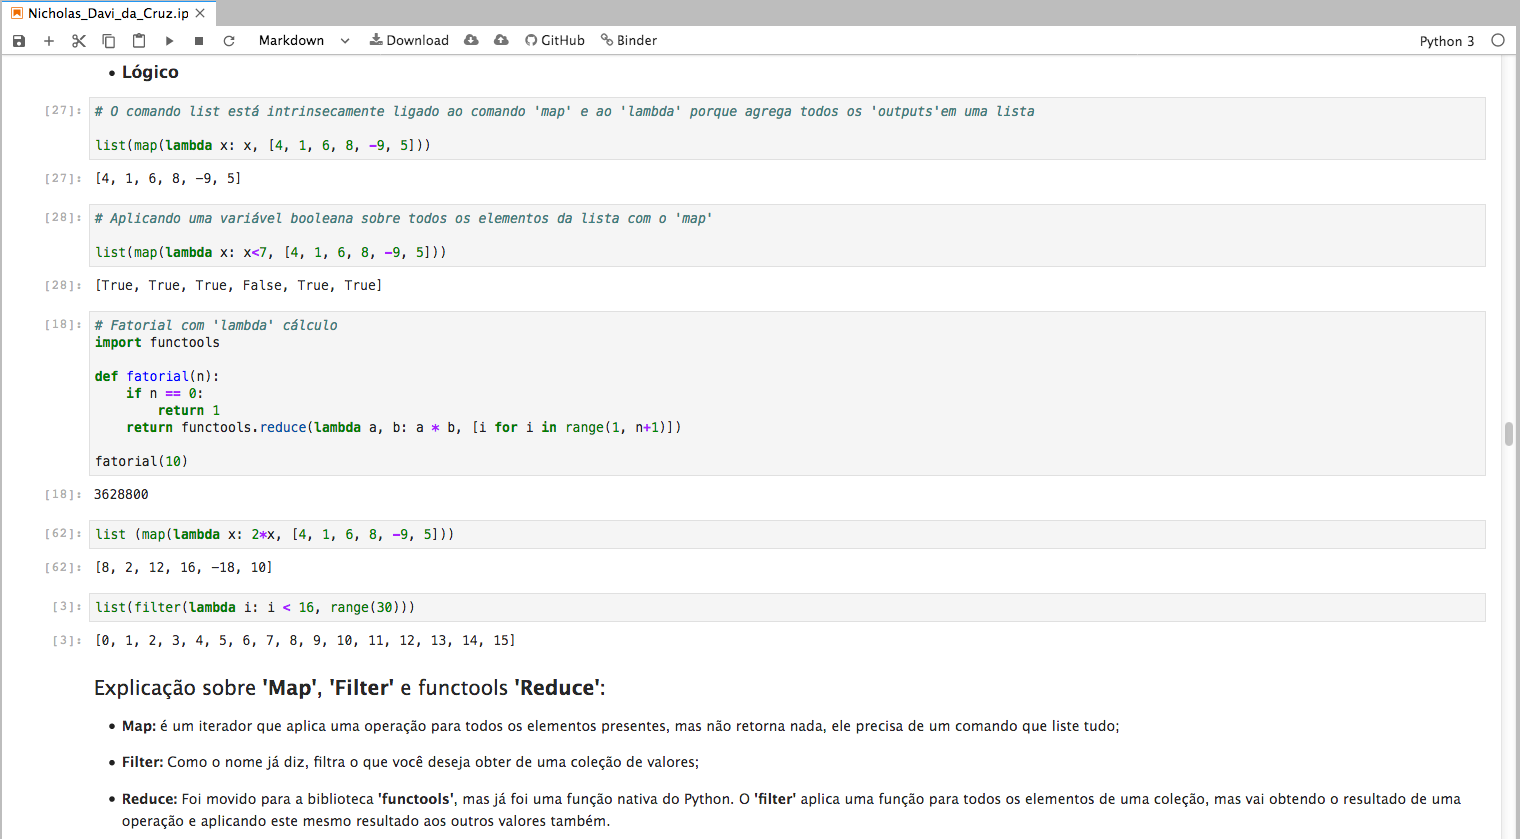 Nicholas_Davi_da_Cruz.ip
Markdown Download GitHub Binder Python 3
• Lógico
[27]: # O comando list está intrinsecamente ligado ao comando 'map' e ao 'lambda' porque agrega todos os 'outputs'em uma lista
list(map(lambda x: x, [4, 1, 6, 8, -9, 5]))
[27]: [4, 1, 6, 8, -9, 5]
[28]: # Aplicando uma variável booleana sobre todos os elementos da lista com o 'map'
list(map(lambda x: x<7, [4, 1, 6, 8, -9, 5]))
[28]: [True, True, True, False, True, True]
[18]: # Fatorial com 'lambda' cálculo
import functools
def fatorial(n):
    if n == 0:
        return 1
    return functools.reduce(lambda a, b: a * b, [i for i in range(1, n+1)])
fatorial(10)
[18]: 3628800
[62]: list (map(lambda x: 2*x, [4, 1, 6, 8, -9, 5]))
[62]: [8, 2, 12, 16, -18, 10]
[3]: list(filter(lambda i: i < 16, range(30)))
[3]: [0, 1, 2, 3, 4, 5, 6, 7, 8, 9, 10, 11, 12, 13, 14, 15]
Explicação sobre 'Map', 'Filter' e functools 'Reduce':
• Map: é um iterador que aplica uma operação para todos os elementos presentes, mas não retorna nada, ele precisa de um comando que liste tudo;
• Filter: Como o nome já diz, filtra o que você deseja obter de uma coleção de valores;
• Reduce: Foi movido para a biblioteca 'functools', mas já foi uma função nativa do Python. O 'filter' aplica uma função para todos os elementos de uma coleção, mas vai obtendo o resultado de uma
operação e aplicando este mesmo resultado aos outros valores também.